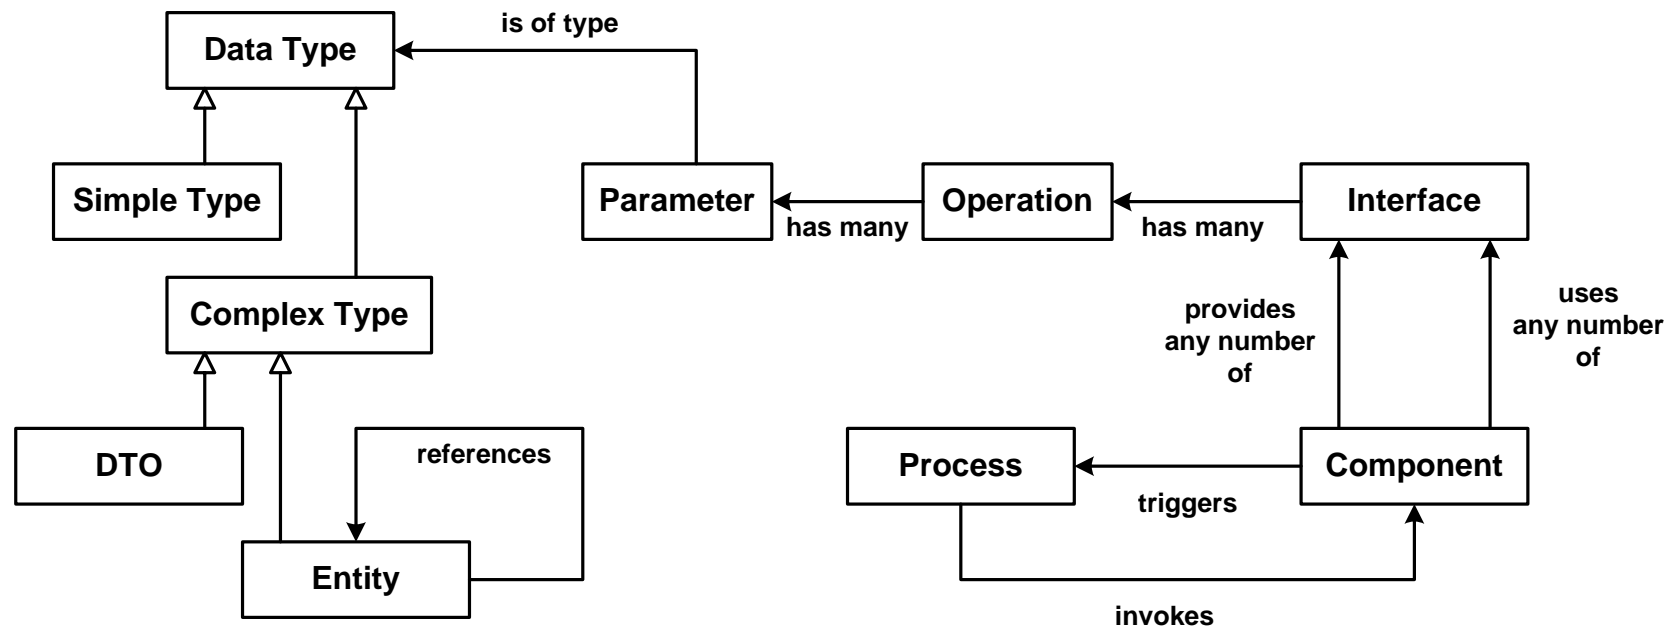 is of type
Data Type
Simple Type
Parameter
Operation
Interface
has many
has many
Complex Type
provides
any number
of
uses
any number
of
DTO
references
Process
Component
triggers
Entity
invokes